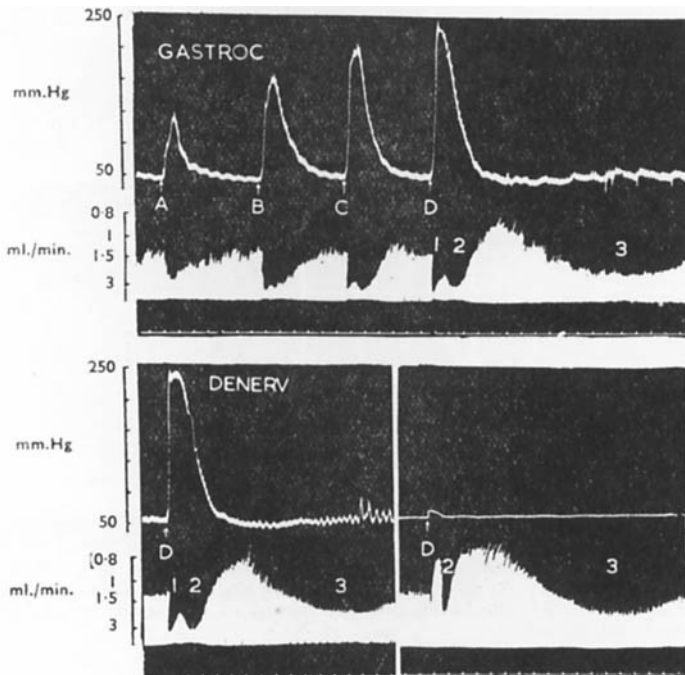 250
GASTROC
mm.Hg
50
A B C D
0·8
1
1 2
ml./min.
1·5
3
3
250
DENERV
mm.Hg
50
D D
0·8
1
1 2 3 2 3
ml./min.
1·5
3